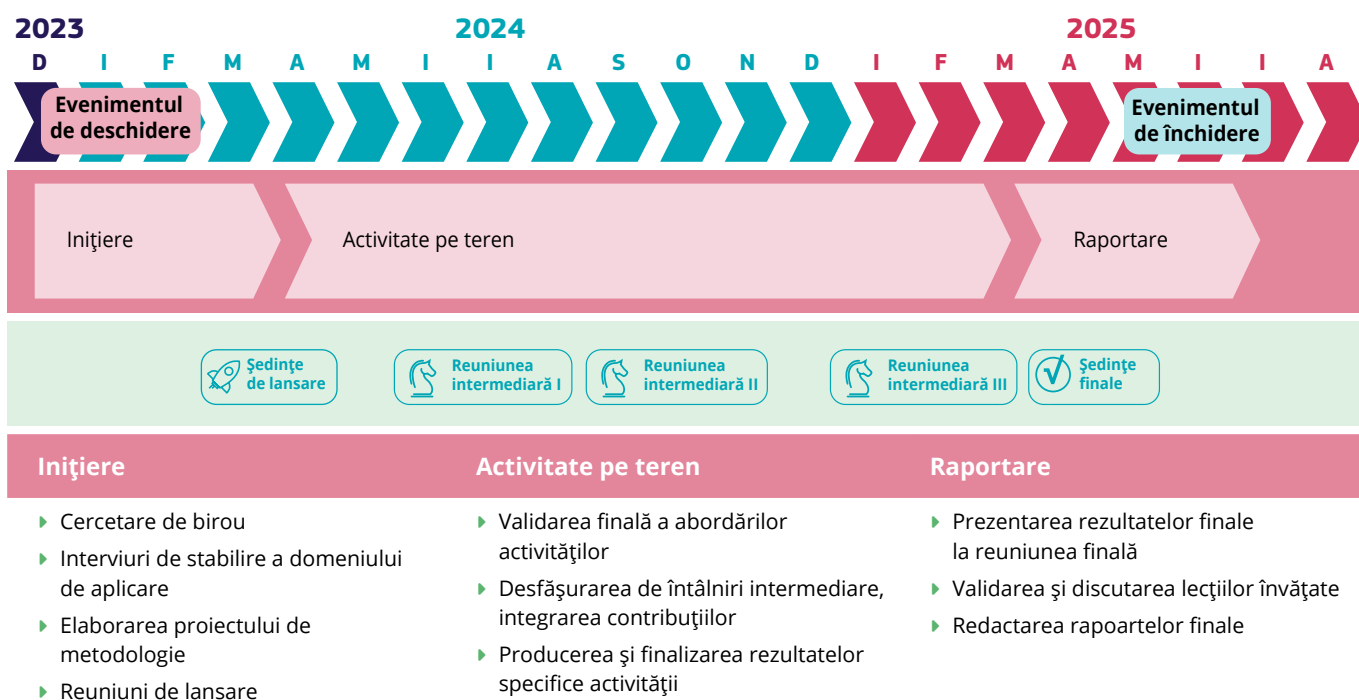 2023 2024 2025
D I F M A M I I A S O N D I F M A M I I A
Evenimentul
de deschidere
Evenimentul
de închidere
Iniţiere
Activitate pe teren
Raportare
Şedinţe
de lansare
Reuniunea
intermediară I
Reuniunea
intermediară II
Reuniunea
intermediară III
Şedinţe
finale
Iniţiere
Cercetare de birou
Interviuri de stabilire a domeniului
de aplicare
Elaborarea proiectului de
metodologie
Reuniuni de lansare
Activitate pe teren
Validarea finală a abordărilor
activităţilor
Desfăşurarea de întâlniri intermediare,
integrarea contribuţiilor
Producerea şi finalizarea rezultatelor
specifice activităţii
Raportare
Prezentarea rezultatelor finale
la reuniunea finală
Validarea şi discutarea lecţiilor învăţate
Redactarea rapoartelor finale